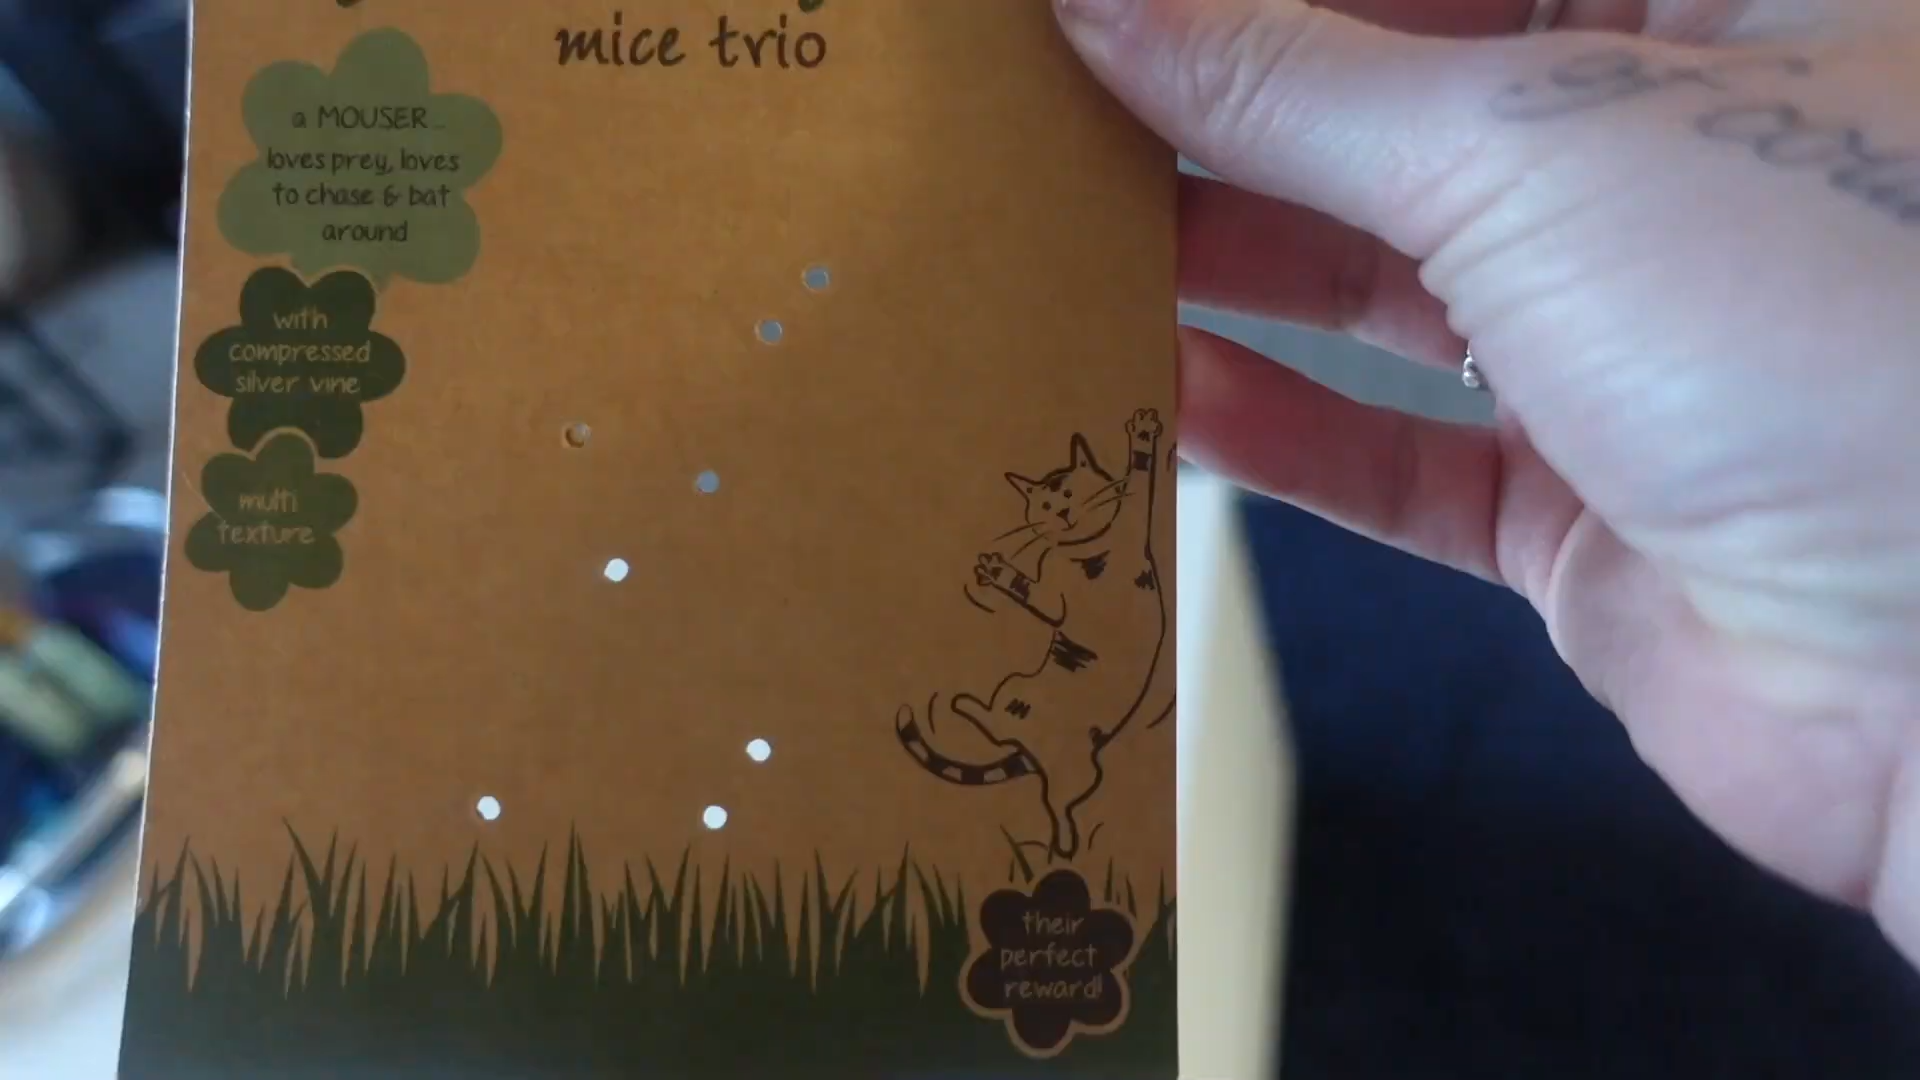 mice trio
a MOUSER...
loves prey, loves
to chase & bat
around
with
compressed
silver vine
multi
texture
their
perfect
reward!